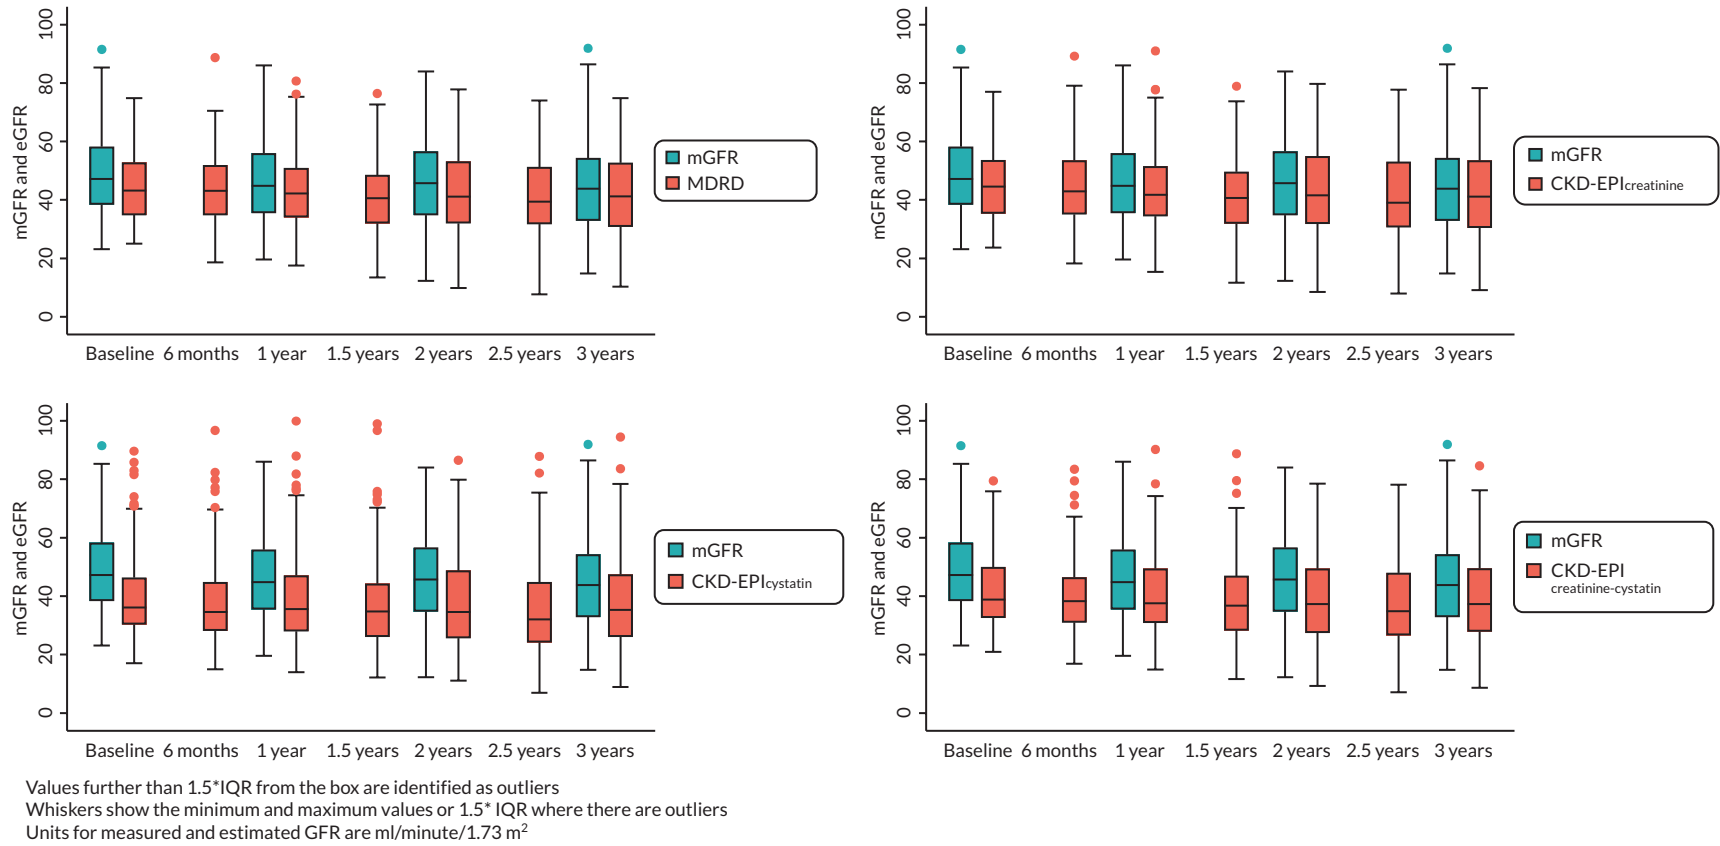 mGFR and eGFR
100
80
60
40
20
0
Baseline 6 months 1 year 1.5 years 2 years 2.5 years 3 years
mGFR
MDRD
mGFR and eGFR
100
80
60
40
20
0
Baseline 6 months 1 year 1.5 years 2 years 2.5 years 3 years
mGFR
CKD-EPIcreatinine
mGFR and eGFR
100
80
60
40
20
0
Baseline 6 months 1 year 1.5 years 2 years 2.5 years 3 years
mGFR
CKD-EPIcystatin
mGFR and eGFR
100
80
60
40
20
0
Baseline 6 months 1 year 1.5 years 2 years 2.5 years 3 years
mGFR
CKD-EPI
creatinine-cystatin
Values further than 1.5*IQR from the box are identified as outliers
Whiskers show the minimum and maximum values or 1.5* IQR where there are outliers
Units for measured and estimated GFR are ml/minute/1.73 m²